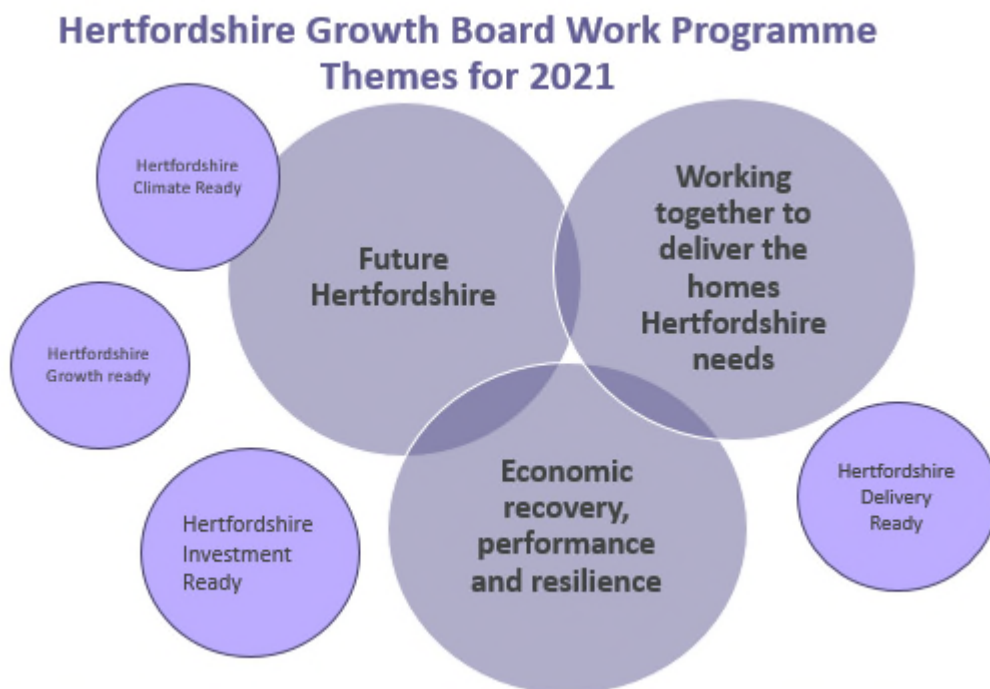 Hertfordshire Growth Board Work Programme
Themes for 2021
Hertfordshire
Climate Ready
Future
Hertfordshire
Working
together to
deliver the
homes
Hertfordshire
needs
Hertfordshire
Growth ready
Hertfordshire
Investment
Ready
Economic
recovery,
performance
and resilience
Hertfordshire
Delivery
Ready